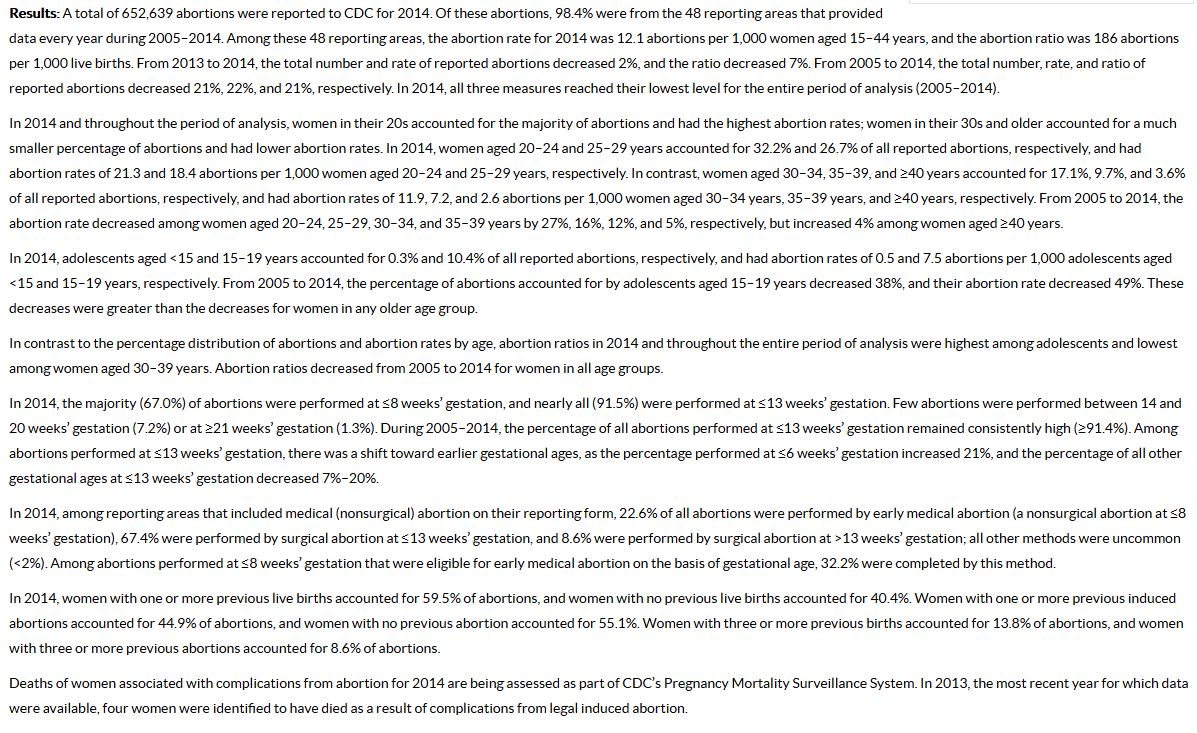 Results: A total of 652,639 abortions were reported to CDC for 2014. Of these abortions, 98.4% were from the 48 reporting areas that provided
data every year during 2005–2014. Among these 48 reporting areas, the abortion rate for 2014 was 12.1 abortions per 1,000 women aged 15–44 years, and the abortion ratio was 186 abortions
per 1,000 live births. From 2013 to 2014, the total number and rate of reported abortions decreased 2%, and the ratio decreased 7%. From 2005 to 2014, the total number, rate, and ratio of
reported abortions decreased 21%, 22%, and 21%, respectively. In 2014, all three measures reached their lowest level for the entire period of analysis (2005–2014).
In 2014 and throughout the period of analysis, women in their 20s accounted for the majority of abortions and had the highest abortion rates; women in their 30s and older accounted for a much
smaller percentage of abortions and had lower abortion rates. In 2014, women aged 20–24 and 25–29 years accounted for 32.2% and 26.7% of all reported abortions, respectively, and had
abortion rates of 21.3 and 18.4 abortions per 1,000 women aged 20–24 and 25–29 years, respectively. In contrast, women aged 30–34, 35–39, and ≥40 years accounted for 17.1%, 9.7%, and 3.6%
of all reported abortions, respectively, and had abortion rates of 11.9, 7.2, and 2.6 abortions per 1,000 women aged 30–34 years, 35–39 years, and ≥40 years, respectively. From 2005 to 2014, the
abortion rate decreased among women aged 20–24, 25–29, 30–34, and 35–39 years by 27%, 16%, 12%, and 5%, respectively, but increased 4% among women aged ≥40 years.
In 2014, adolescents aged <15 and 15–19 years accounted for 0.3% and 10.4% of all reported abortions, respectively, and had abortion rates of 0.5 and 7.5 abortions per 1,000 adolescents aged
<15 and 15–19 years, respectively. From 2005 to 2014, the percentage of abortions accounted for by adolescents aged 15–19 years decreased 38%, and their abortion rate decreased 49%. These
decreases were greater than the decreases for women in any older age group.
In contrast to the percentage distribution of abortions and abortion rates by age, abortion ratios in 2014 and throughout the entire period of analysis were highest among adolescents and lowest
among women aged 30–39 years. Abortion ratios decreased from 2005 to 2014 for women in all age groups.
In 2014, the majority (67.0%) of abortions were performed at ≤8 weeks’ gestation, and nearly all (91.5%) were performed at ≤13 weeks’ gestation. Few abortions were performed between 14 and
20 weeks’ gestation (7.2%) or at ≥21 weeks’ gestation (1.3%). During 2005–2014, the percentage of all abortions performed at ≤13 weeks’ gestation remained consistently high (≥91.4%). Among
abortions performed at ≤13 weeks’ gestation, there was a shift toward earlier gestational ages, as the percentage performed at ≤6 weeks’ gestation increased 21%, and the percentage of all other
gestational ages at ≤13 weeks’ gestation decreased 7%–20%.
In 2014, among reporting areas that included medical (nonsurgical) abortion on their reporting form, 22.6% of all abortions were performed by early medical abortion (a nonsurgical abortion at ≤8
weeks’ gestation), 67.4% were performed by surgical abortion at ≤13 weeks’ gestation, and 8.6% were performed by surgical abortion at >13 weeks’ gestation; all other methods were uncommon
(<2%). Among abortions performed at ≤8 weeks’ gestation that were eligible for early medical abortion on the basis of gestational age, 32.2% were completed by this method.
In 2014, women with one or more previous live births accounted for 59.5% of abortions, and women with no previous live births accounted for 40.4%. Women with one or more previous induced
abortions accounted for 44.9% of abortions, and women with no previous abortion accounted for 55.1%. Women with three or more previous births accounted for 13.8% of abortions, and women
with three or more previous abortions accounted for 8.6% of abortions.
Deaths of women associated with complications from abortion for 2014 are being assessed as part of CDC’s Pregnancy Mortality Surveillance System. In 2013, the most recent year for which data
were available, four women were identified to have died as a result of complications from legal induced abortion.